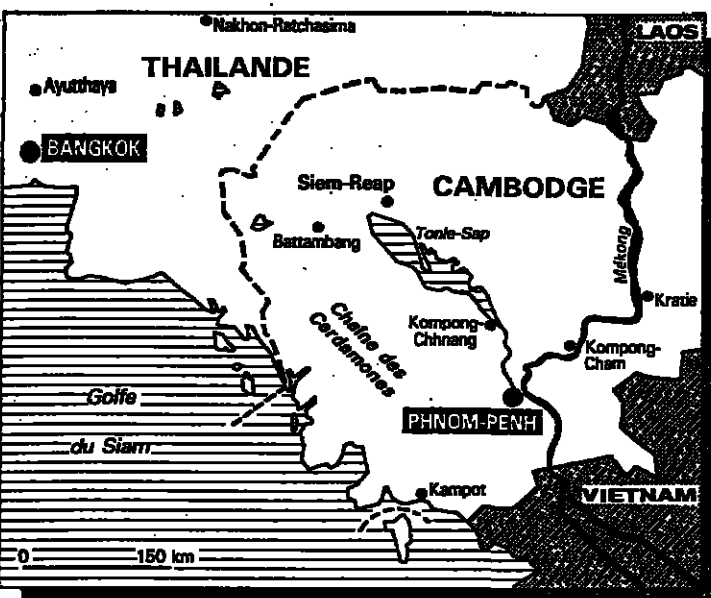 Nakhon-Ratchasima
LAOS
THAILANDE
Ayutthaya
BANGKOK
Siem-Reap
CAMBODGE
Battambang
Tonle-Sap
Mékong
Kratie
Chaîne des
Cardamones
Kompong-
Chhnang
Kompong-
Cham
Golfe
du Siam
PHNOM-PENH
Kampot
VIETNAM
0 150 km